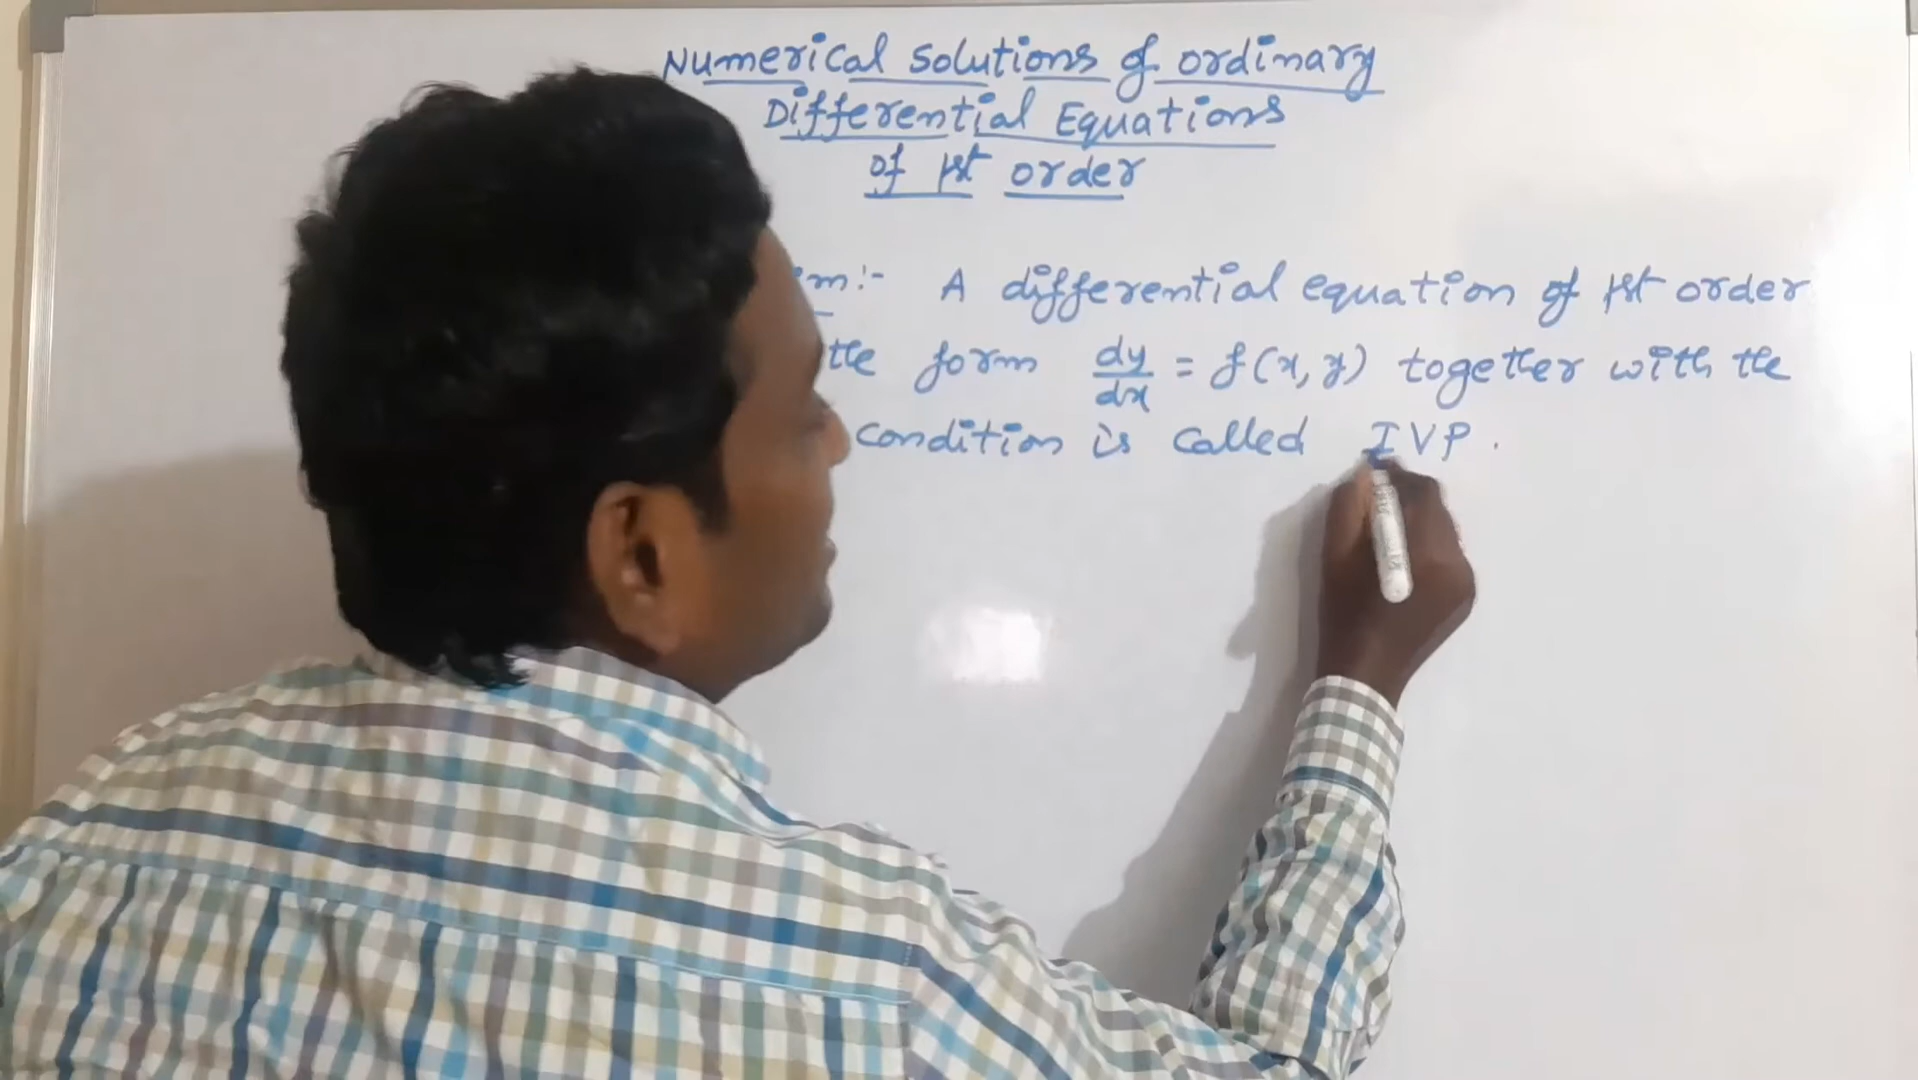 Numerical Solutions of ordinary
Differential Equations
of 1st order
A differential equation of 1st order
the form dy/dx = f(x, y) together with the
condition is called IVP.